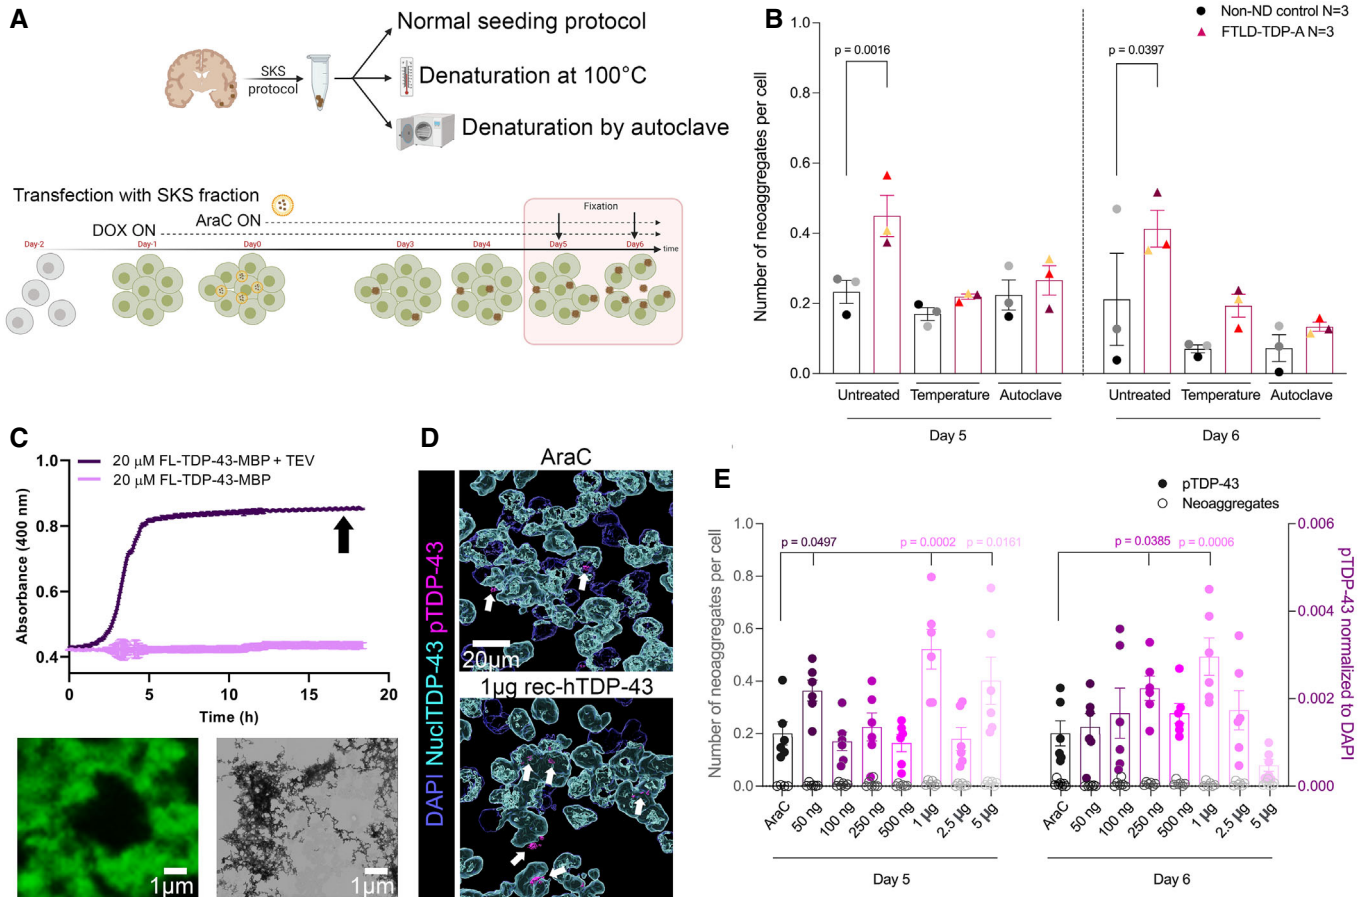 A
Normal seeding protocol
SKS
protocol
Denaturation at 100°C
Denaturation by autoclave
Transfection with SKS fraction
AraC ON
DOX ON
Fixation
Day-2
Day-1
Day0
Day3
Day4
Day5
Day6
time
B
Non-ND control N=3
FTLD-TDP-A N=3
p = 0.0016
p = 0.0397
Number of neoaggregates per cell
1.0
0.8
0.6
0.4
0.2
0.0
Untreated
Temperature
Autoclave
Untreated
Temperature
Autoclave
Day 5
Day 6
C
20 μM FL-TDP-43-MBP + TEV
20 μM FL-TDP-43-MBP
Absorbance (400 nm)
1.0
0.8
0.6
0.4
0
5
10
15
20
Time (h)
1μm
1μm
D
AraC
DAPI NuclTDP-43 pTDP-43
20μm
1μg rec-hTDP-43
E
pTDP-43
Neoaggregates
p = 0.0497
p = 0.0002
p = 0.0161
p = 0.0385
p = 0.0006
Number of neoaggregates per cell
1.0
0.8
0.6
0.4
0.2
0.0
0.006
0.004
0.002
0.000
pTDP-43 normalized to DAPI
AraC
50 ng
100 ng
250 ng
500 ng
1 μg
2.5 μg
5 μg
AraC
50 ng
100 ng
250 ng
500 ng
1 μg
2.5 μg
5 μg
Day 5
Day 6